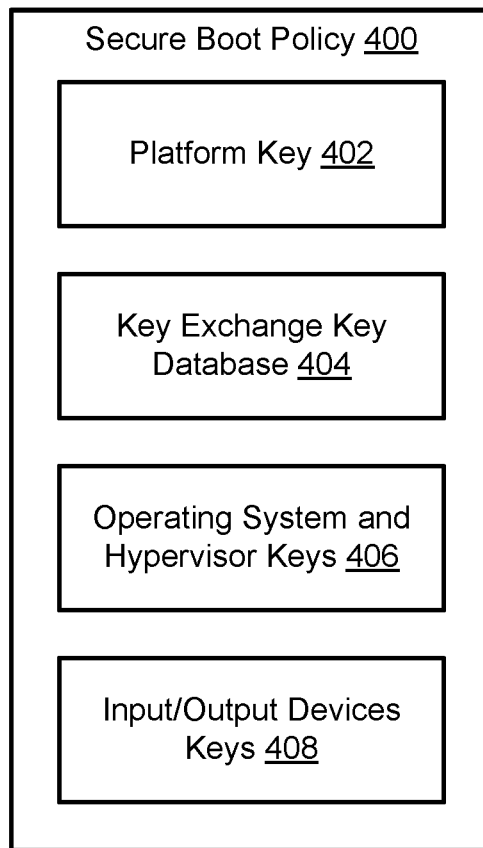 Secure Boot Policy 400
Platform Key 402
Key Exchange Key
Database 404
Operating System and
Hypervisor Keys 406
Input/Output Devices
Keys 408